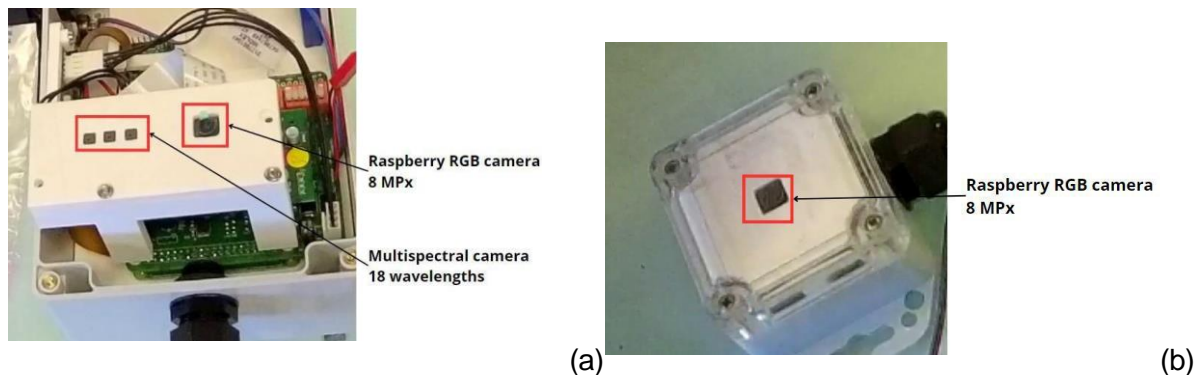 Raspberry RGB camera
8 MPx
Multispectral camera
18 wavelengths
(a)
Raspberry RGB camera
8 MPx
(b)